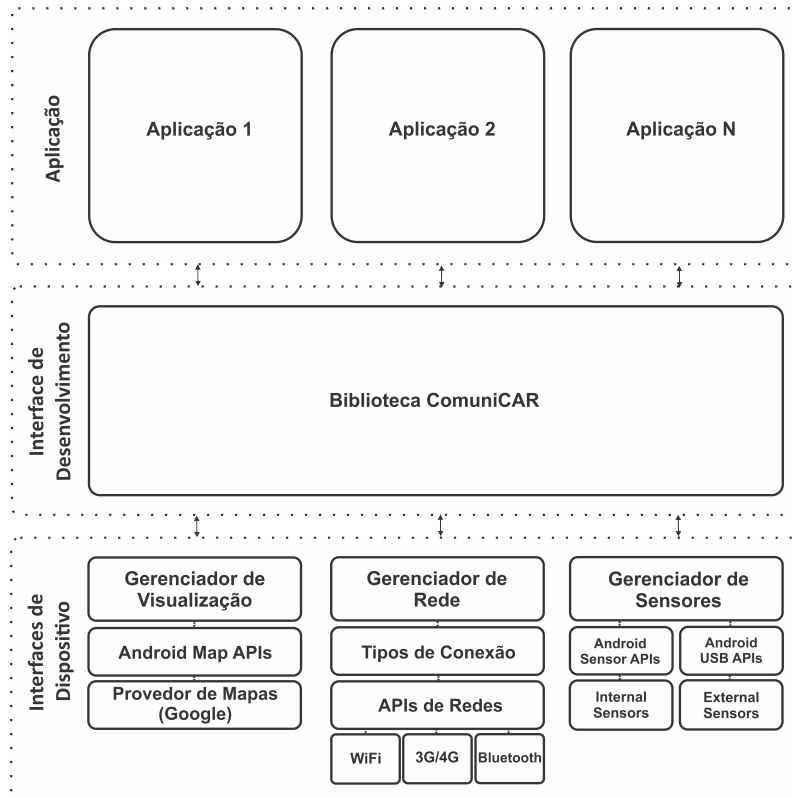 Aplicação
Aplicação 1
Aplicação 2
Aplicação N
Interface de
Desenvolvimento
Biblioteca ComuniCAR
Interfaces de
Dispositivo
Gerenciador de
Visualização
Android Map APIs
Provedor de Mapas
(Google)
Gerenciador de
Rede
Tipos de Conexão
APIs de Redes
WiFi
3G/4G
Bluetooth
Gerenciador de
Sensores
Android
Sensor APIs
Internal
Sensors
Android
USB APIs
External
Sensors